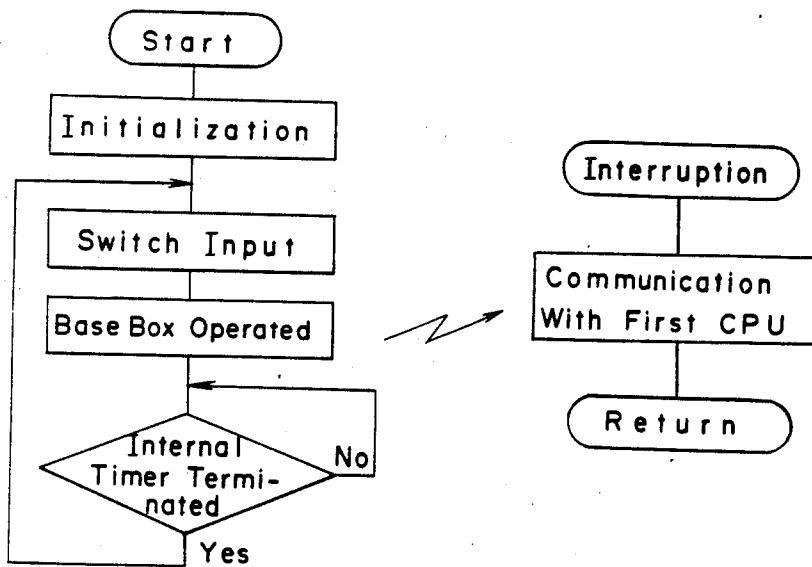 Start
Initialization
Switch Input
Base Box Operated
Internal
Timer Termi-
nated
No
Yes
Interruption
Communication
With First CPU
Return